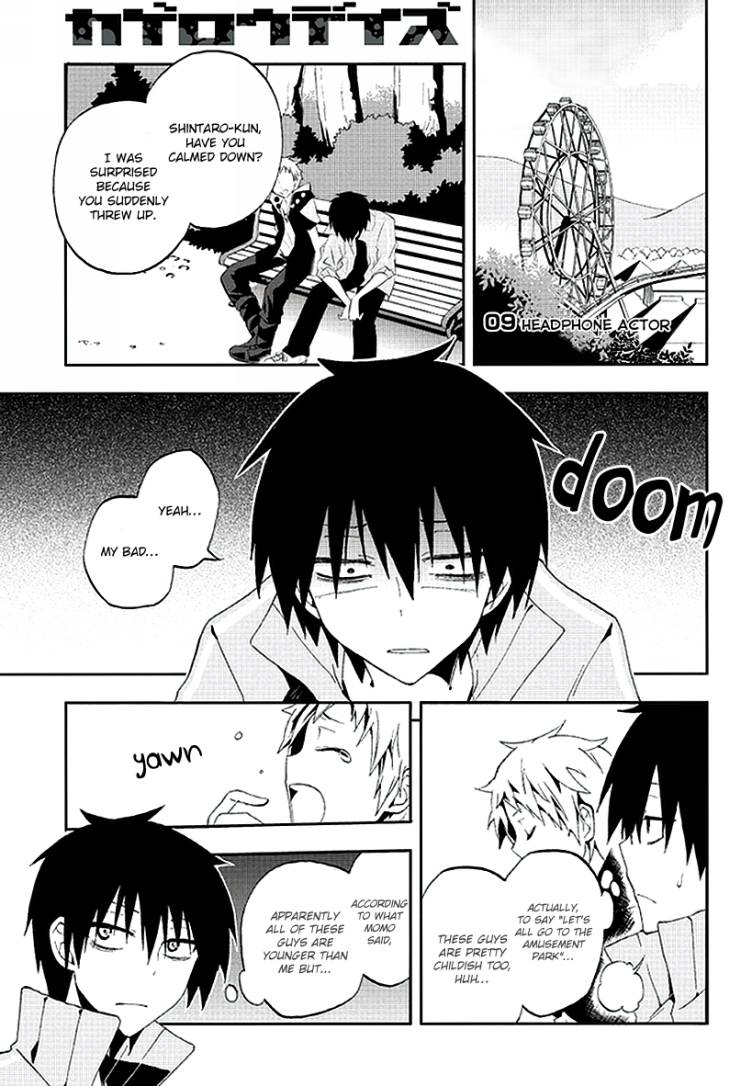 カゲロウデイズ
09 HEADPHONE ACTOR
SHINTARO-KUN,
HAVE YOU
CALMED DOWN?
I WAS
SURPRISED
BECAUSE
YOU SUDDENLY
THREW UP.
doom
YEAH...
MY BAD...
ACTUALLY,
TO SAY "LET'S
ALL GO TO THE
AMUSEMENT
PARK"...
THESE GUYS
ARE PRETTY
CHILDISH TOO,
HUH...
yawn
ACCORDING
TO WHAT
MOMO
SAID,
APPARENTLY
ALL OF THESE
GUYS ARE
YOUNGER THAN
ME BUT...